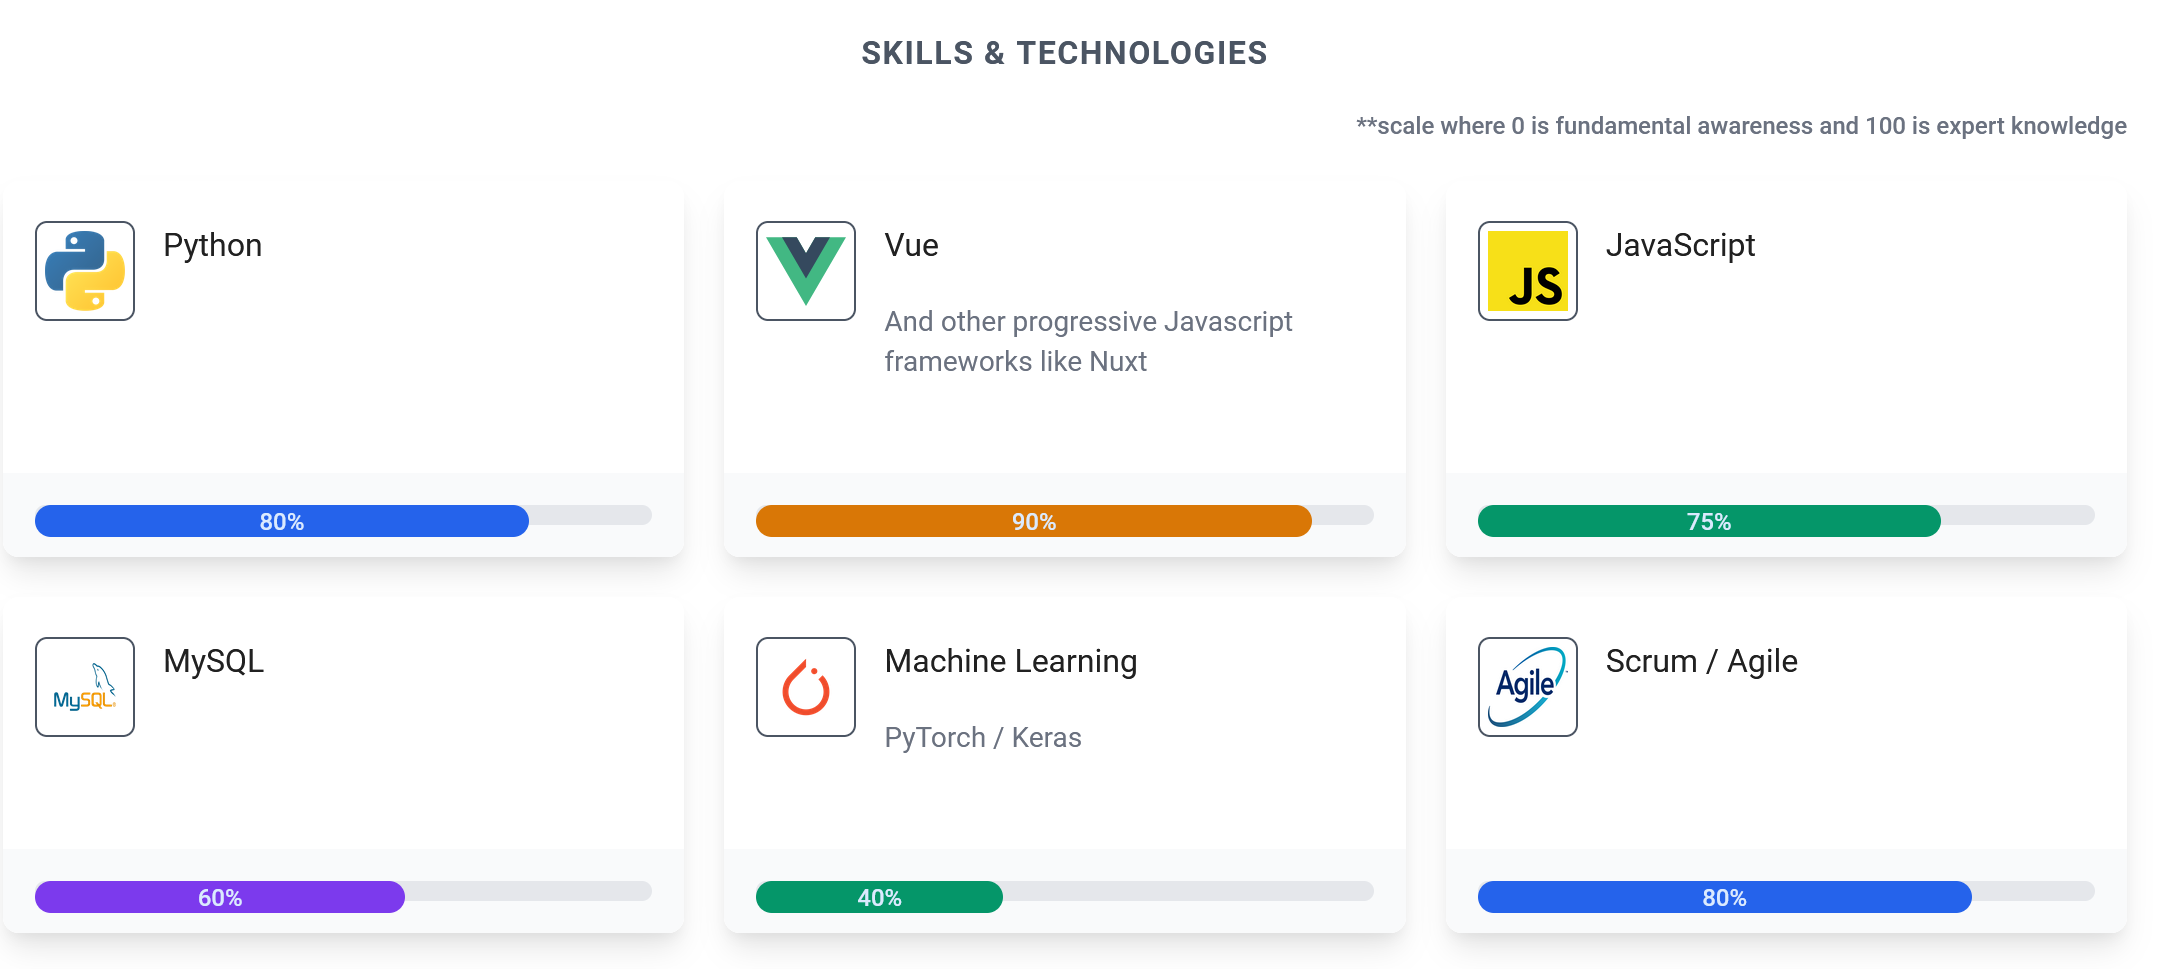 SKILLS & TECHNOLOGIES
**scale where 0 is fundamental awareness and 100 is expert knowledge
Python
80%
Vue
And other progressive Javascript
frameworks like Nuxt
90%
JS
JavaScript
75%
MySQL
MySQL
60%
Machine Learning
PyTorch / Keras
40%
Agile
Scrum / Agile
80%